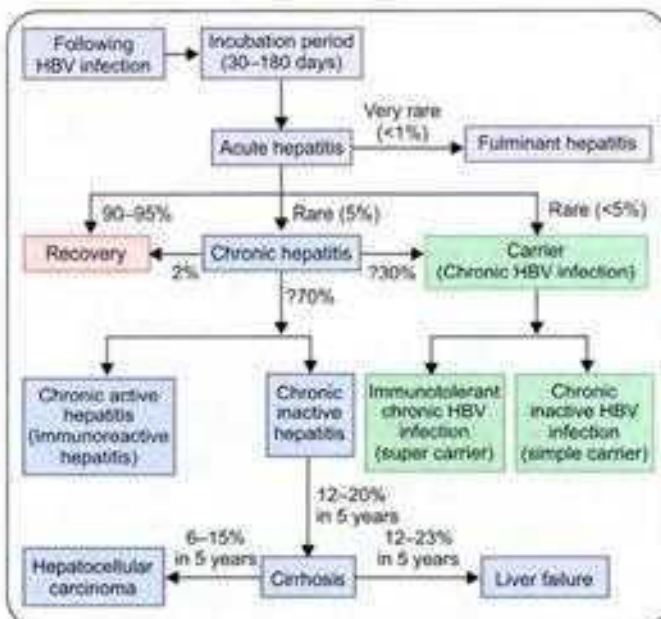 Following
HBV infection
Incubation period
(30–180 days)
Very rare
(<1%)
Acute hepatitis
Fulminant hepatitis
90–95%
Rare (5%)
Rare (<5%)
Recovery
2%
Chronic hepatitis
?30%
Carrier
(Chronic HBV infection)
?70%
Chronic active
hepatitis
(Immunoreactive
hepatitis)
Chronic
inactive
hepatitis
Immunotolerant
chronic HBV
infection
(super carrier)
Chronic
inactive HBV
infection
(simple carrier)
12–20%
in 5 years
6–15%
in 5 years
12–23%
in 5 years
Hepatocellular
carcinoma
Cirrhosis
Liver failure